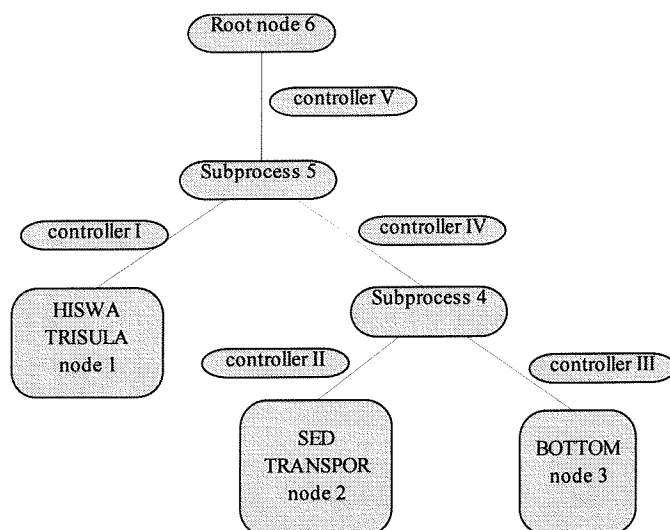 Root node 6
controller V
Subprocess 5
controller I
controller IV
HISWA
TRISULA
node 1
Subprocess 4
controller II
controller III
SED
TRANSPOR
node 2
BOTTOM
node 3